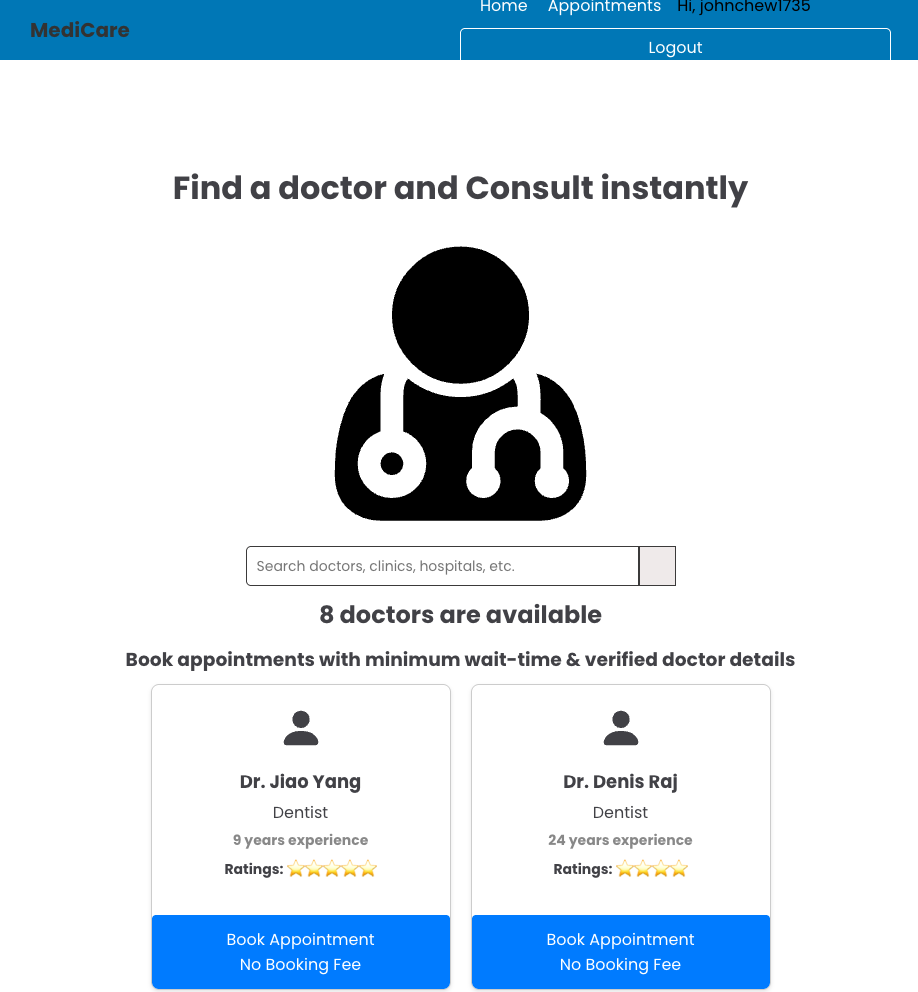 Home Appointments Hi, johnchew1735
MediCare
Logout
Find a doctor and Consult instantly
Search doctors, clinics, hospitals, etc.
8 doctors are available
Book appointments with minimum wait-time & verified doctor details
Dr. Jiao Yang
Dentist
9 years experience
Ratings: ⭐⭐⭐⭐⭐
Book Appointment
No Booking Fee
Dr. Denis Raj
Dentist
24 years experience
Ratings: ⭐⭐⭐⭐
Book Appointment
No Booking Fee